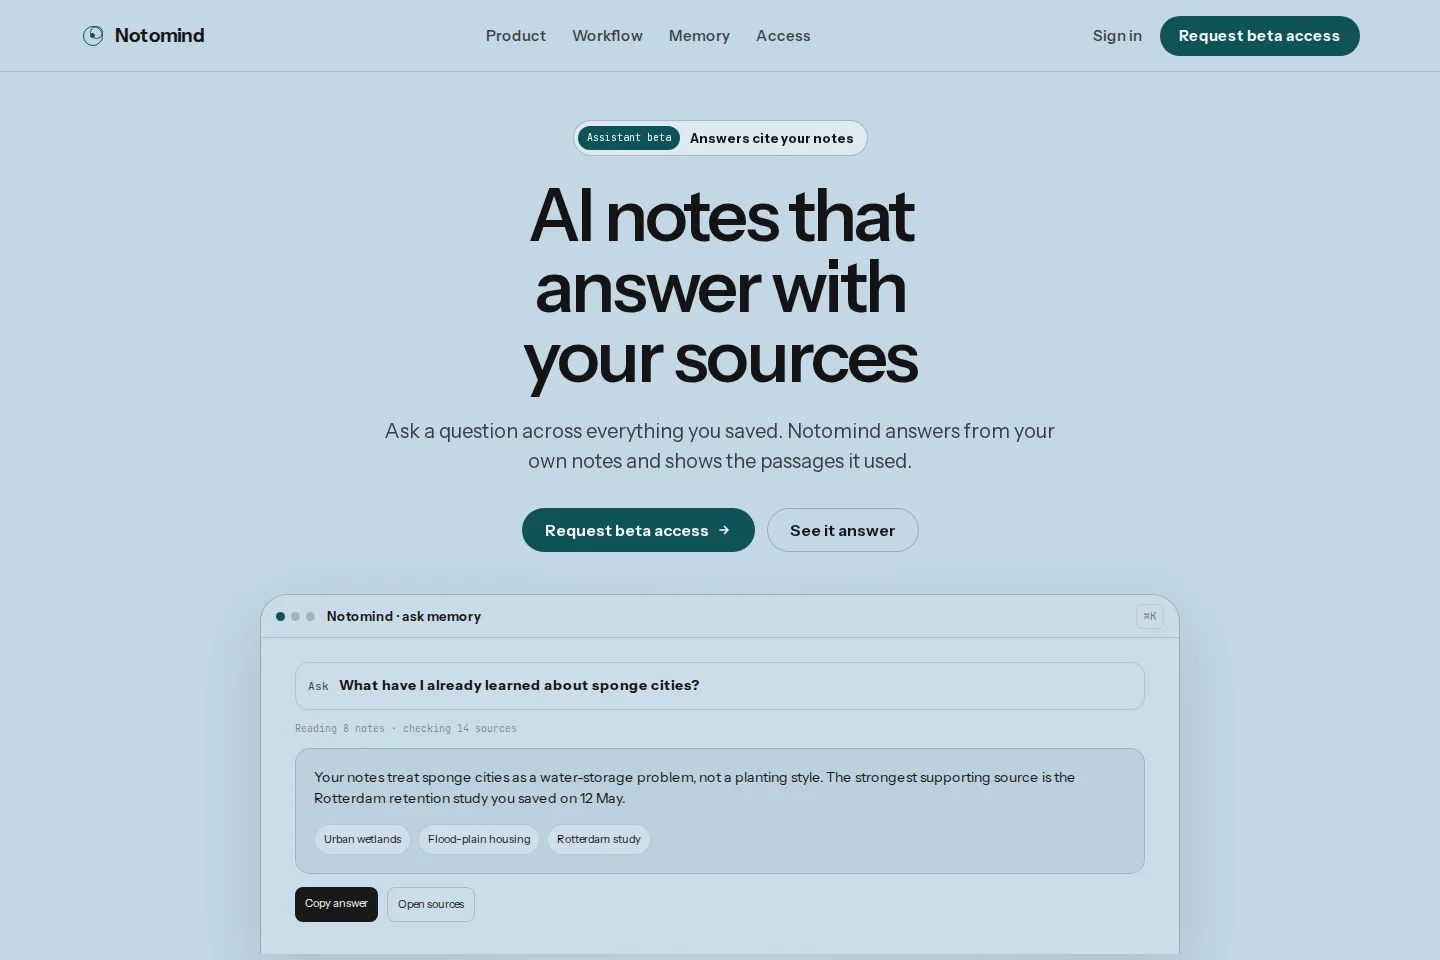 Notomind
Product Workflow Memory Access
Sign in Request beta access
Assistant beta Answers cite your notes
AI notes that
answer with
your sources
Ask a question across everything you saved. Notomind answers from your
own notes and shows the passages it used.
Request beta access → See it answer
Notomind · ask memory ⌘K
Ask What have I already learned about sponge cities?
Reading 8 notes · checking 14 sources
Your notes treat sponge cities as a water-storage problem, not a planting style. The strongest supporting source is the
Rotterdam retention study you saved on 12 May.
Urban wetlands Flood-plain housing Rotterdam study
Copy answer Open sources